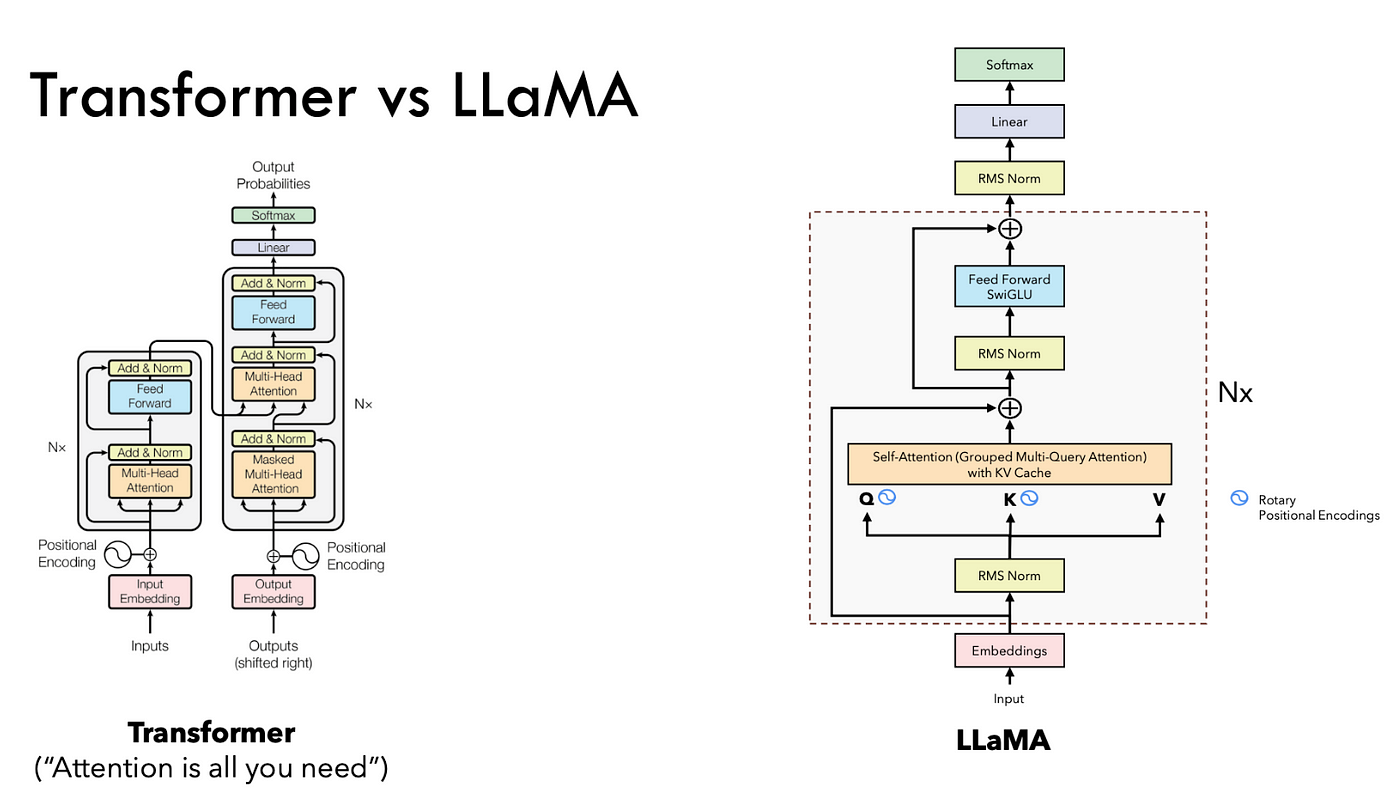 Transformer vs LLaMA
Output
Probabilities
Softmax
Linear
Add & Norm
Feed
Forward
Add & Norm
Multi-Head
Attention
Add & Norm
Masked
Multi-Head
Attention
Nx
Positional
Encoding
Output
Embedding
Outputs
(shifted right)
Add & Norm
Feed
Forward
Add & Norm
Multi-Head
Attention
Nx
Positional
Encoding
Input
Embedding
Inputs
Transformer
("Attention is all you need")
Softmax
Linear
RMS Norm
Feed Forward
SwiGLU
RMS Norm
Nx
Self-Attention (Grouped Multi-Query Attention)
with KV Cache
Q K V
Rotary
Positional Encodings
RMS Norm
Embeddings
Input
LLaMA